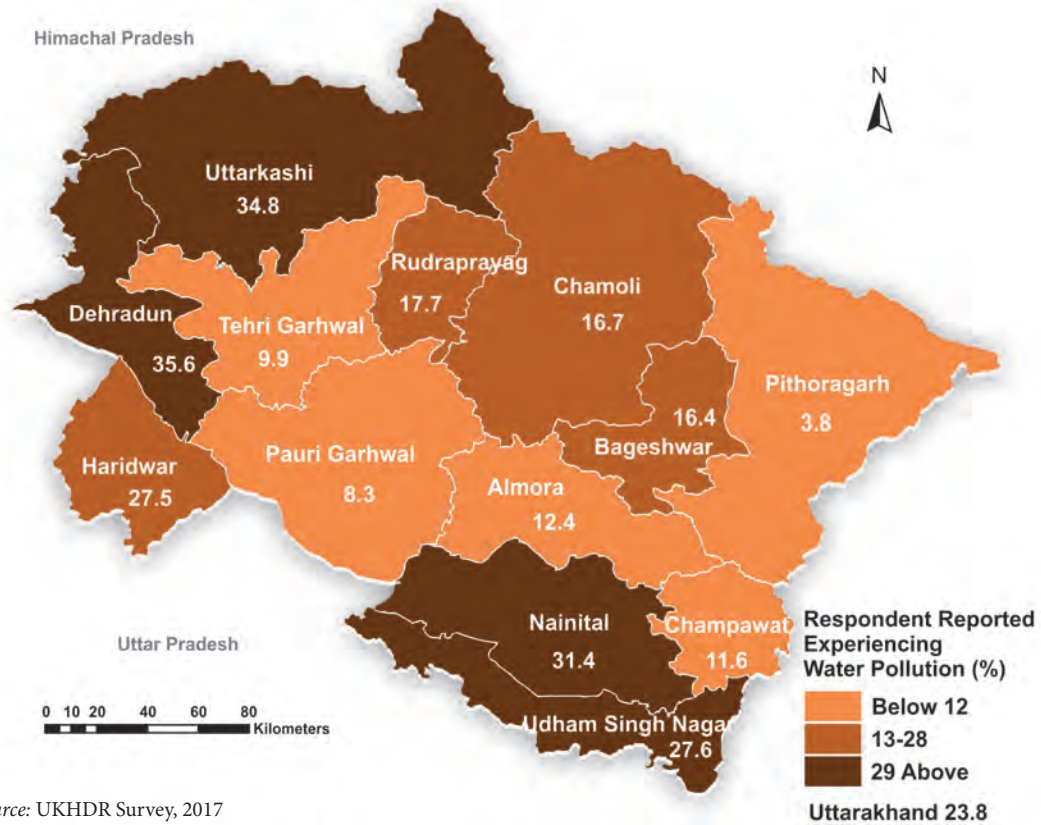 Himachal Pradesh
N
Uttarkashi
34.8
Rudraprayag
17.7
Chamoli
16.7
Dehradun
35.6
Tehri Garhwal
9.9
Pithoragarh
3.8
16.4
Bageshwar
Haridwar
27.5
Pauri Garhwal
8.3
Almora
12.4
Nainital
31.4
Champawat
11.6
Udham Singh Nagar
27.6
Uttar Pradesh
0 10 20 40 60 80
Kilometers
Respondent Reported
Experiencing
Water Pollution (%)
Below 12
13-28
29 Above
Uttarakhand 23.8
urce: UKHDR Survey, 2017